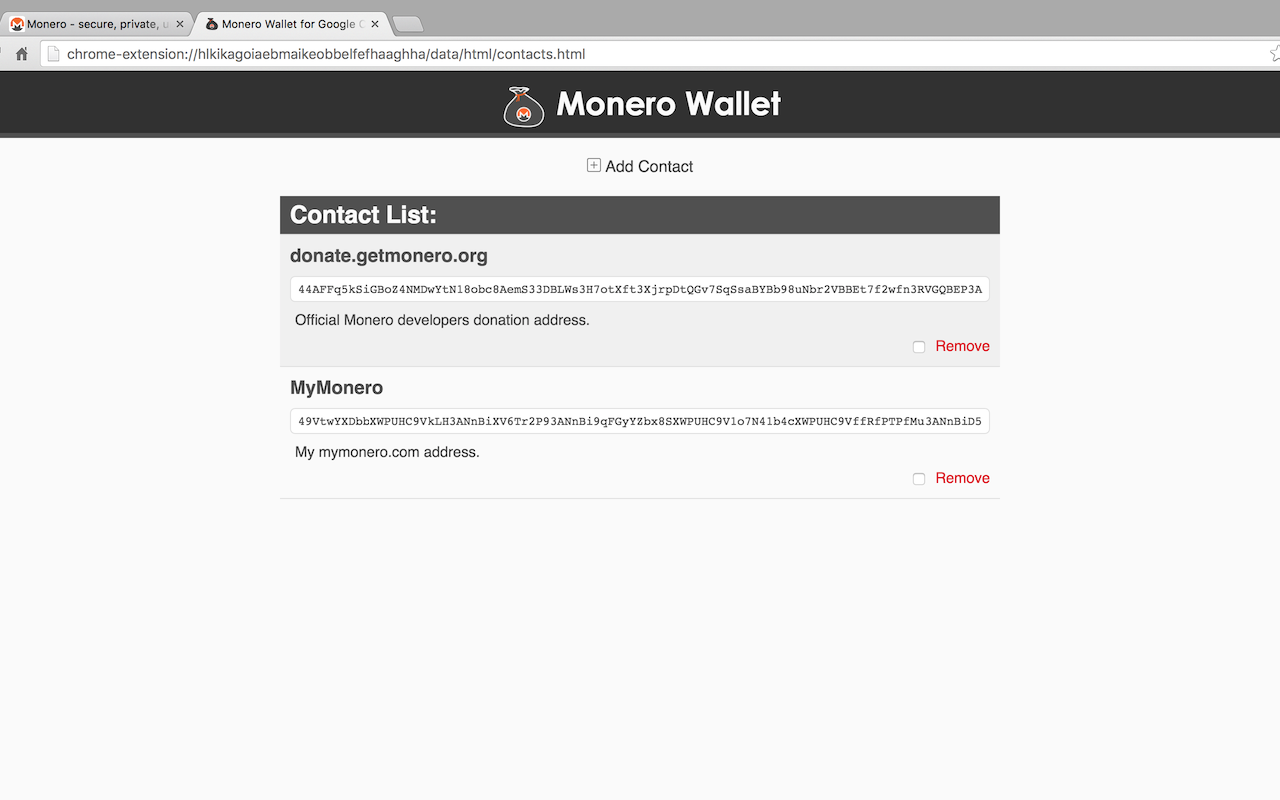 Monero - secure, private, u
Monero Wallet for Google C
chrome-extension://hlkikagoiaebmaikeobbelfefhaaghha/data/html/contacts.html
Monero Wallet
Add Contact
Contact List:
donate.getmonero.org
44AFFq5kSiGBoZ4NMDwYtN18obc8AemS33DBLWs3H7otXft3XjrpDtQGv7SqSsaBYBb98uNbr2VBBEt7f2wfn3RVGQBEP3A
Official Monero developers donation address.
Remove
MyMonero
49VtwYXDbbXWPUHC9VkLH3ANnBiXV6Tr2P93ANnBi9qFGyYZbx8SXWPUHC9V1o7N41b4cXWPUHC9VffRfPTPfMu3ANnBiD5
My mymonero.com address.
Remove